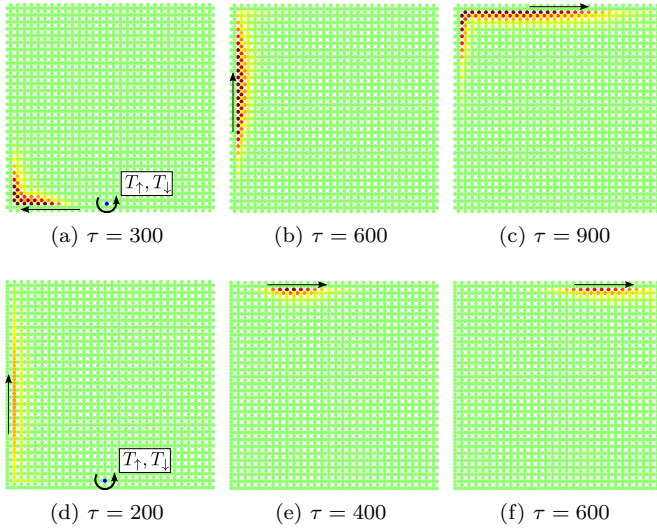 T↑, T↓
(a) τ = 300
(b) τ = 600
(c) τ = 900
T↑, T↓
(d) τ = 200
(e) τ = 400
(f) τ = 600